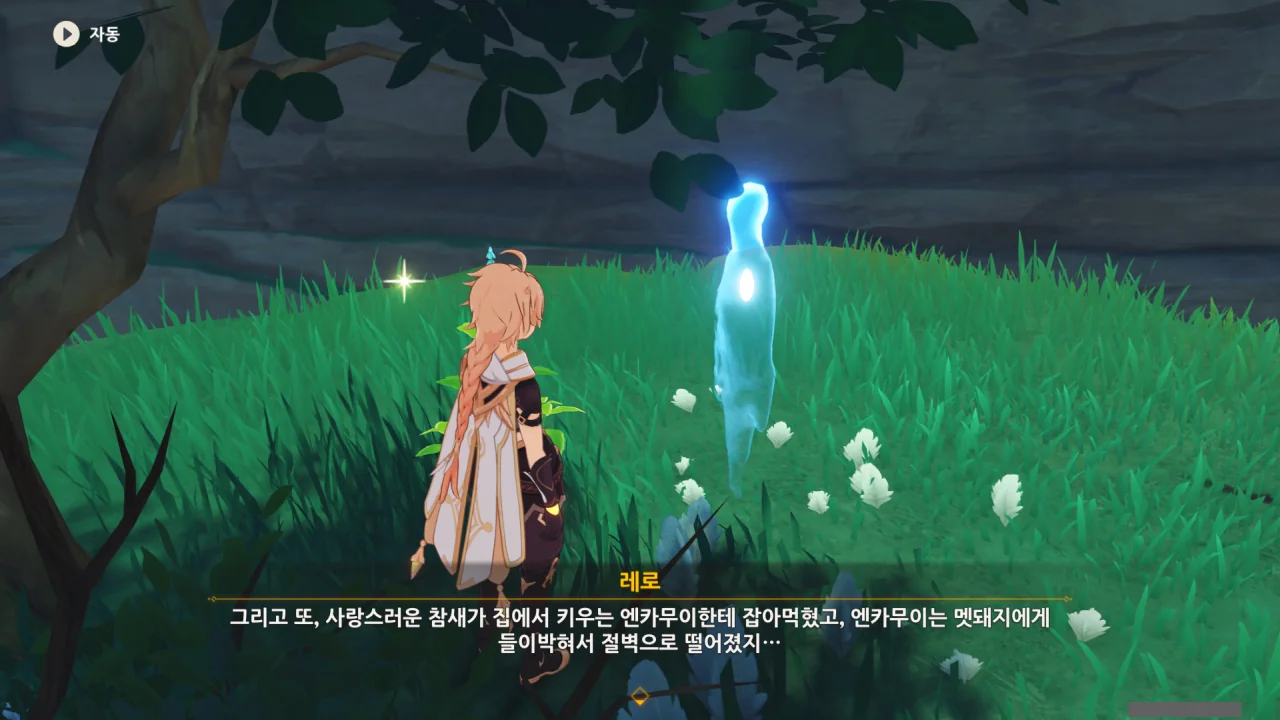 자동
레로
그리고 또, 사랑스러운 참새가 집에서 키우는 엔카무이한테 잡아먹혔고, 엔카무이는 멧돼지에게
들이박혀서 절벽으로 떨어졌지…